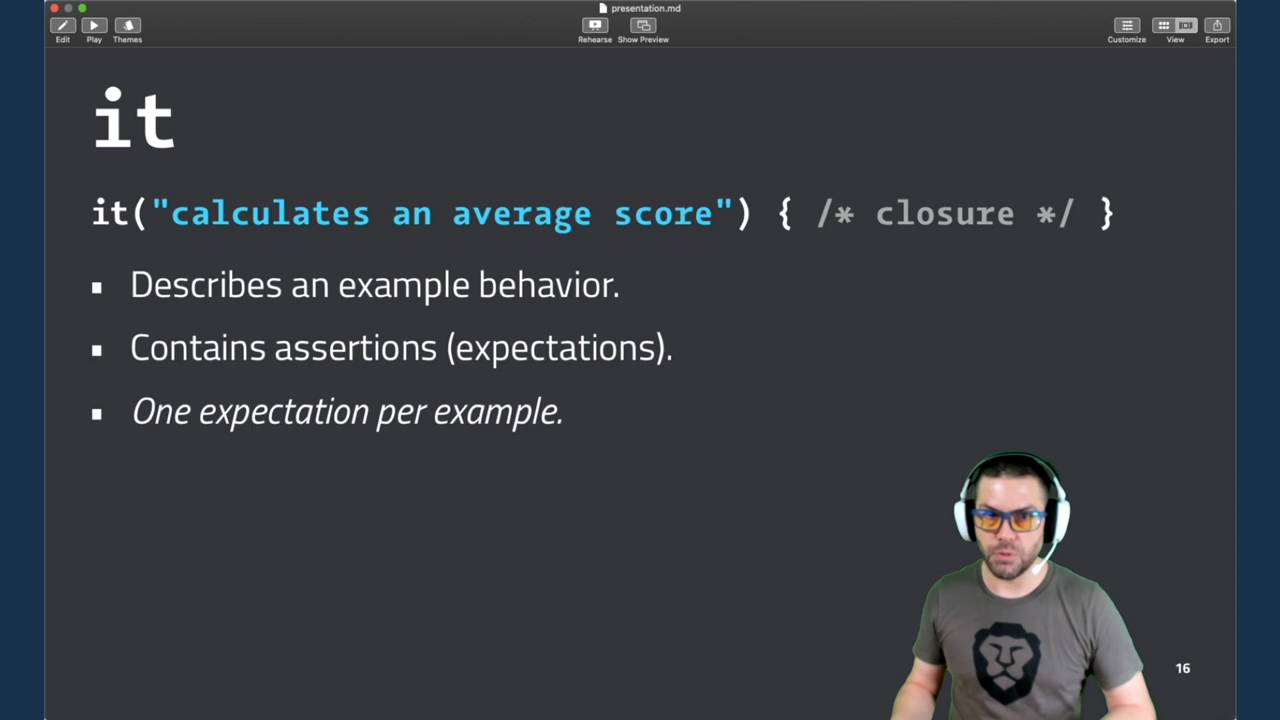 presentation.md
Edit
Play
Themes
Rehearse
Show Preview
Customize
View
Export
it
it("calculates an average score") { /* closure */ }
▪ Describes an example behavior.
▪ Contains assertions (expectations).
▪ One expectation per example.
16